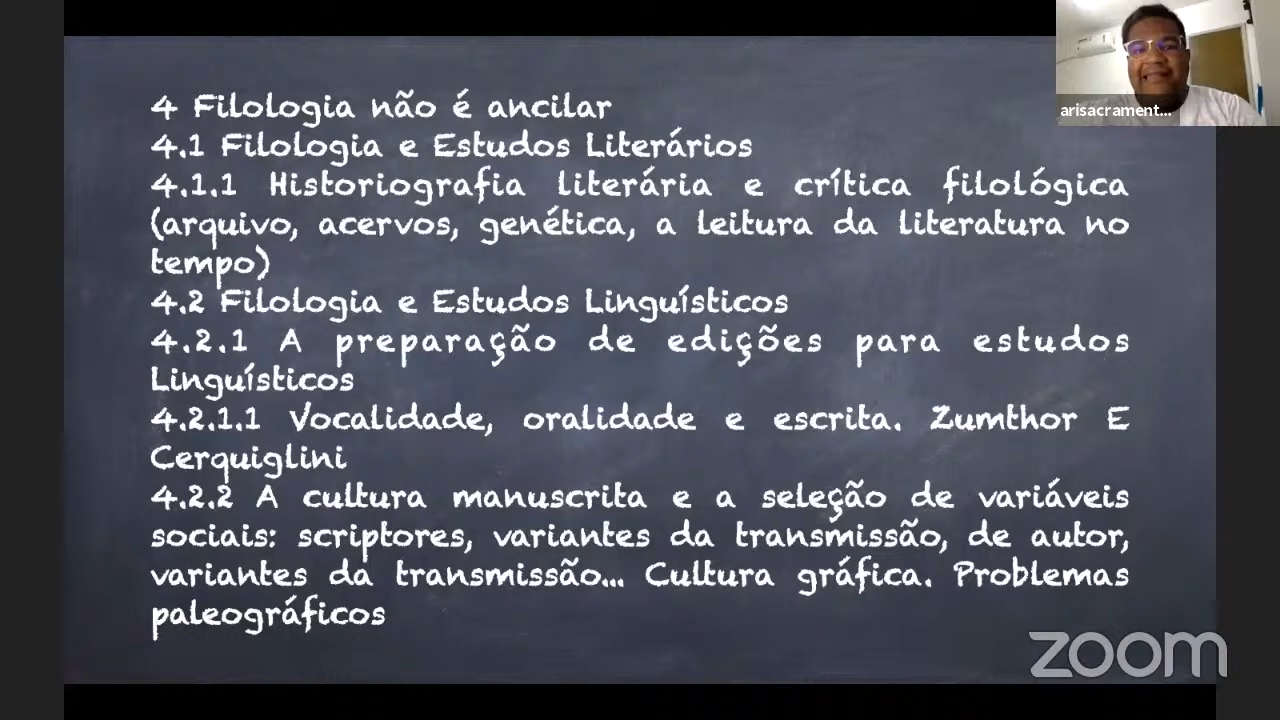 4 Filologia não é ancilar
4.1 Filologia e Estudos Literários
4.1.1 Historiografia literária e crítica filológica
(arquivo, acervos, genética, a leitura da literatura no
tempo)
4.2 Filologia e Estudos Linguísticos
4.2.1 A preparação de edições para estudos
Linguísticos
4.2.1.1 Vocalidade, oralidade e escrita. Zumthor E
Cerquiglini
4.2.2 A cultura manuscrita e a seleção de variáveis
sociais: scriptores, variantes da transmissão, de autor,
variantes da transmissão... Cultura gráfica. Problemas
paleográficos
arisacrament...
zoom